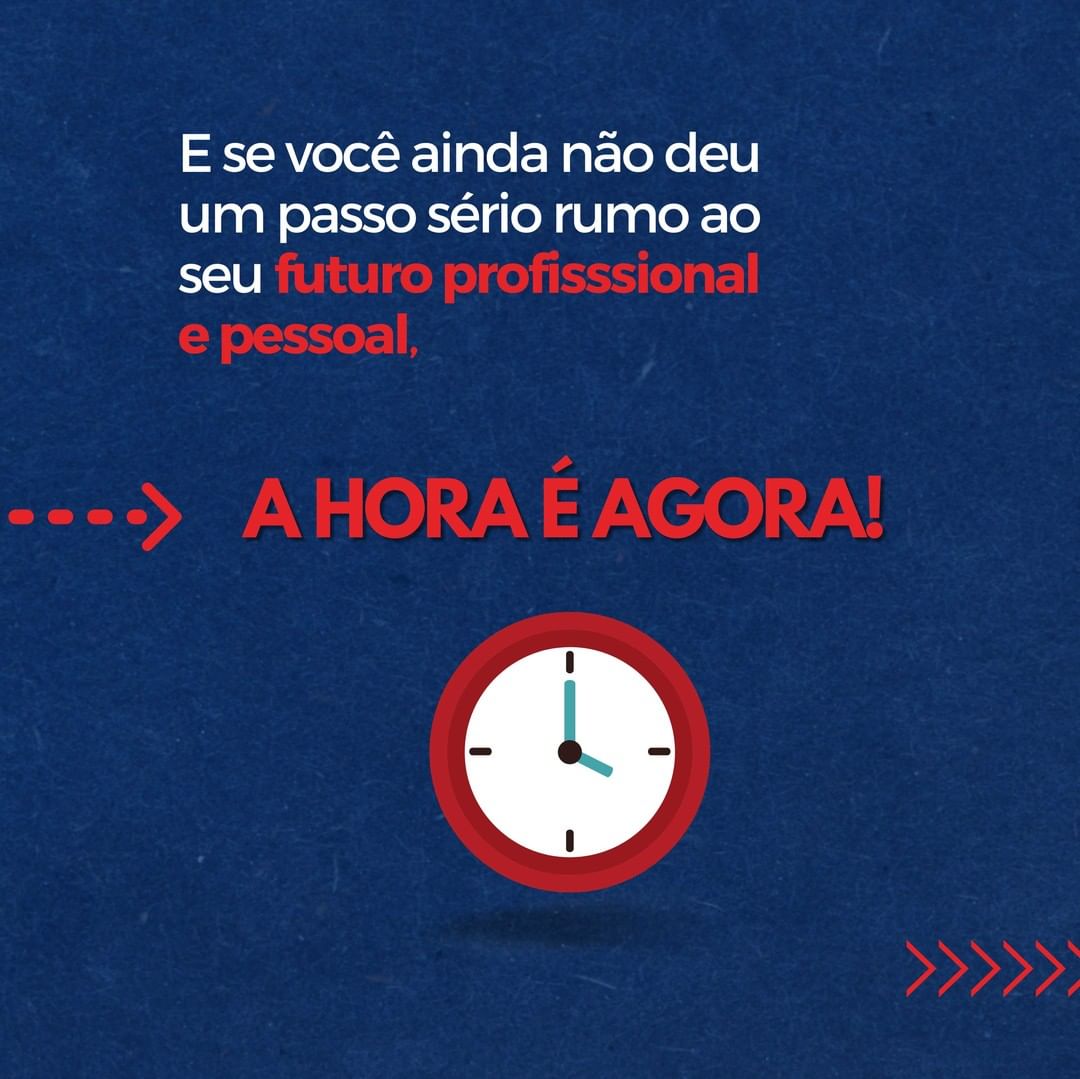 E se você ainda não deu
um passo sério rumo ao
seu futuro profisssional
e pessoal,
A HORA É AGORA!